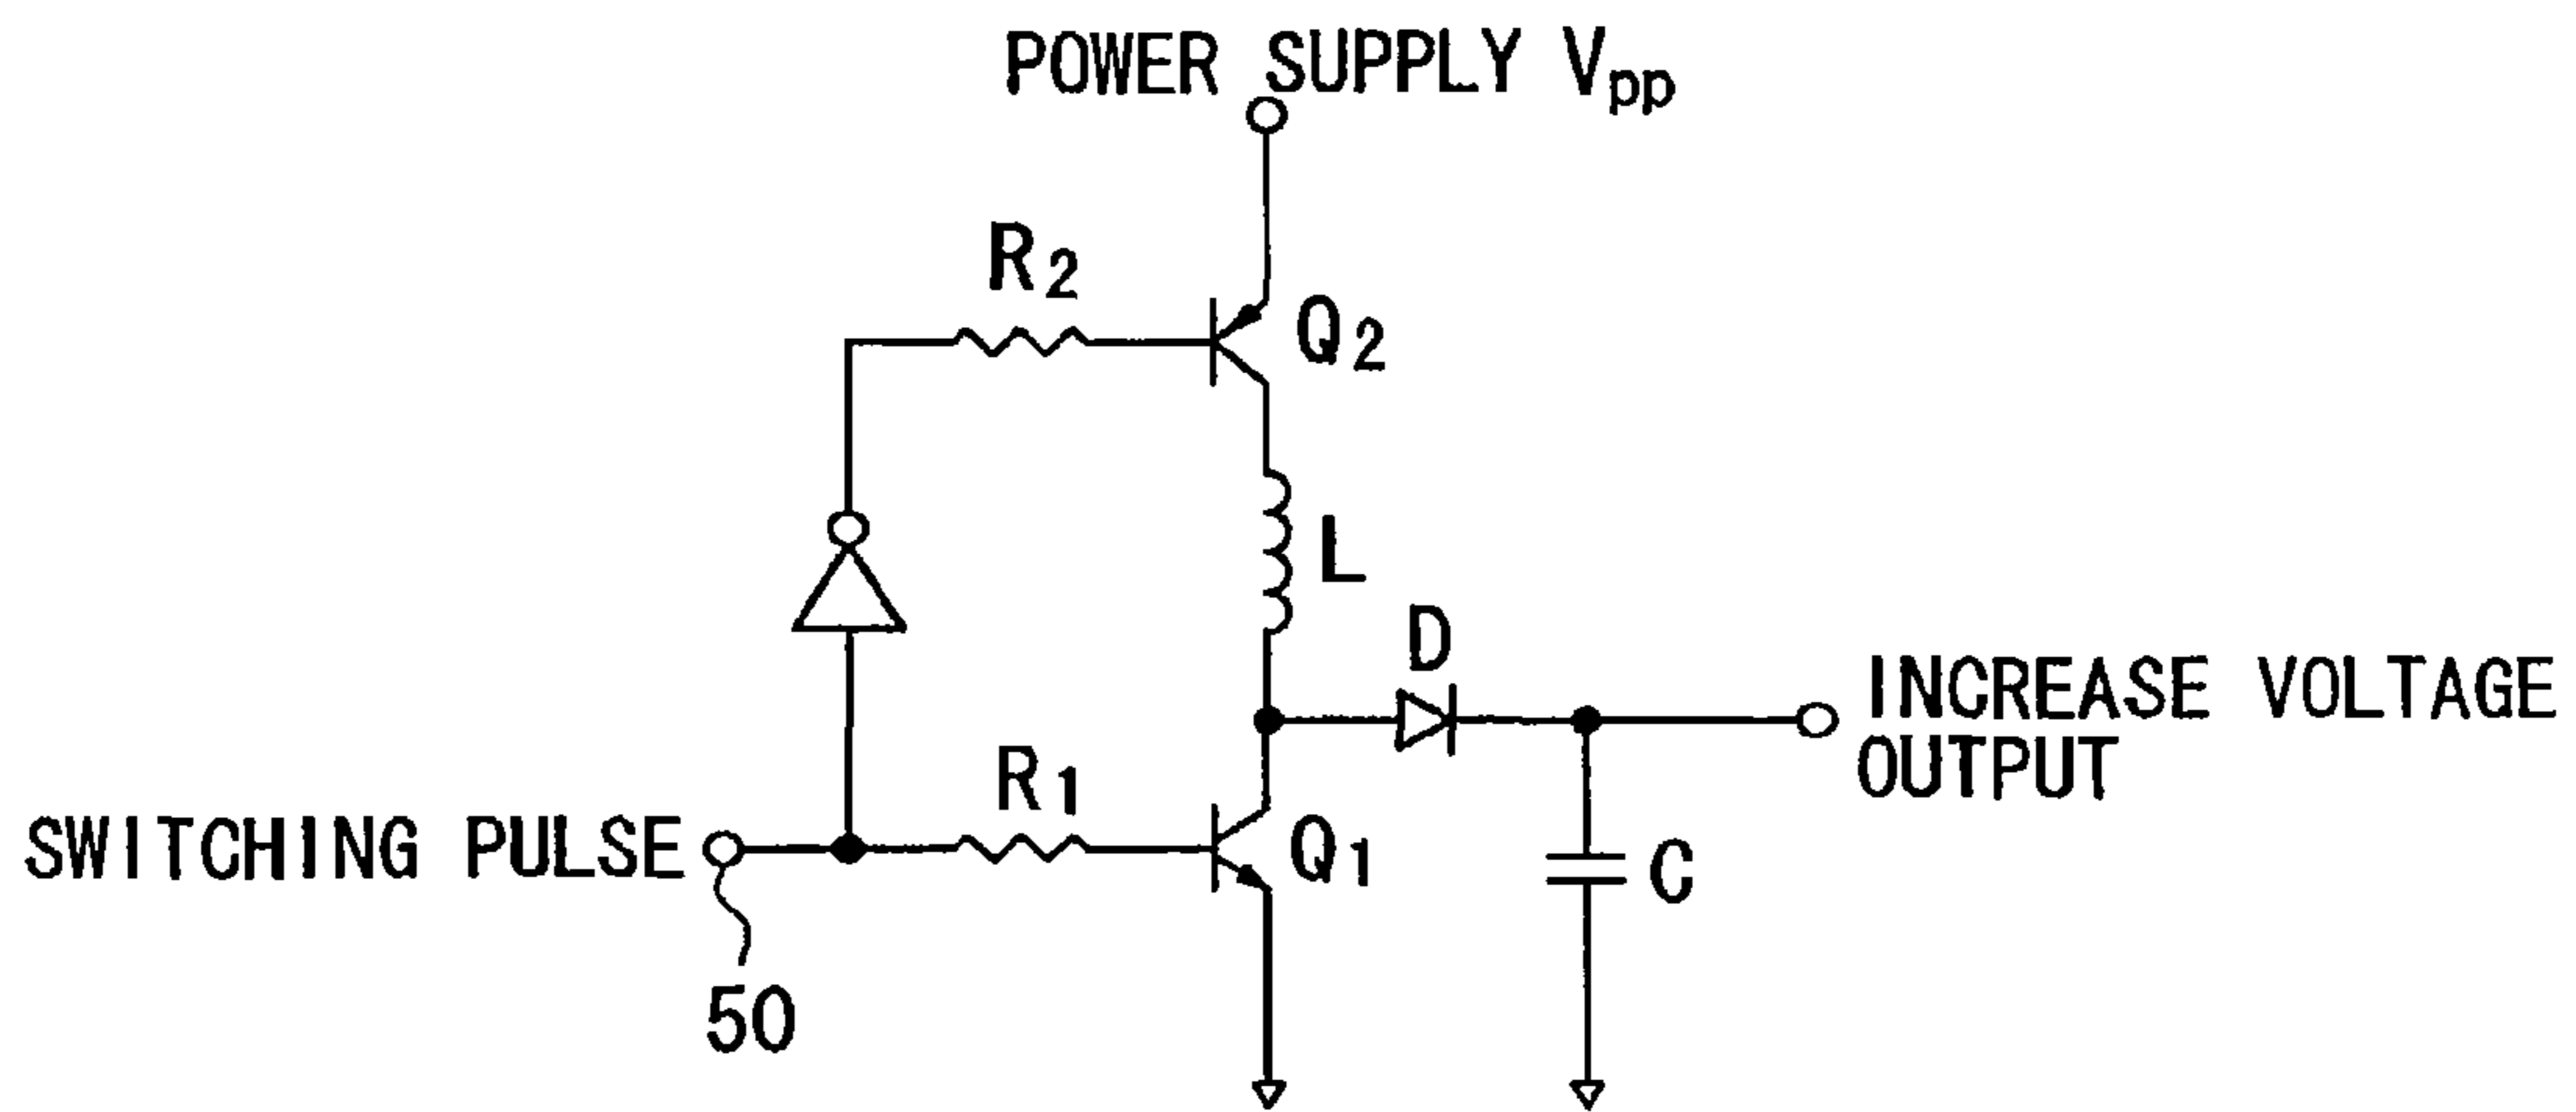 POWER SUPPLY Vpp
R2
Q2
L
D
INCREASE VOLTAGE
OUTPUT
R1
SWITCHING PULSE
Q1
C
50